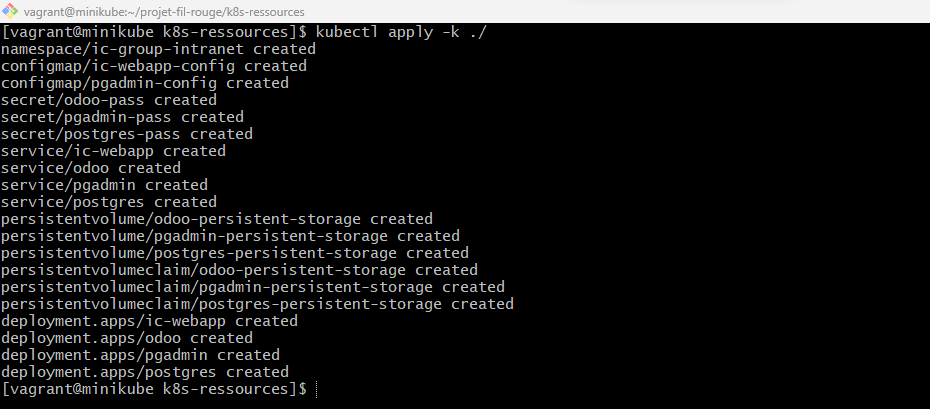 vagrant@minikube:~/projet-fil-rouge/k8s-ressources
[vagrant@minikube k8s-ressources]$ kubectl apply -k ./
namespace/ic-group-intranet created
configmap/ic-webapp-config created
configmap/pgadmin-config created
secret/odoo-pass created
secret/pgadmin-pass created
secret/postgres-pass created
service/ic-webapp created
service/odoo created
service/pgadmin created
service/postgres created
persistentvolume/odoo-persistent-storage created
persistentvolume/pgadmin-persistent-storage created
persistentvolume/postgres-persistent-storage created
persistentvolumeclaim/odoo-persistent-storage created
persistentvolumeclaim/pgadmin-persistent-storage created
persistentvolumeclaim/postgres-persistent-storage created
deployment.apps/ic-webapp created
deployment.apps/odoo created
deployment.apps/pgadmin created
deployment.apps/postgres created
[vagrant@minikube k8s-ressources]$